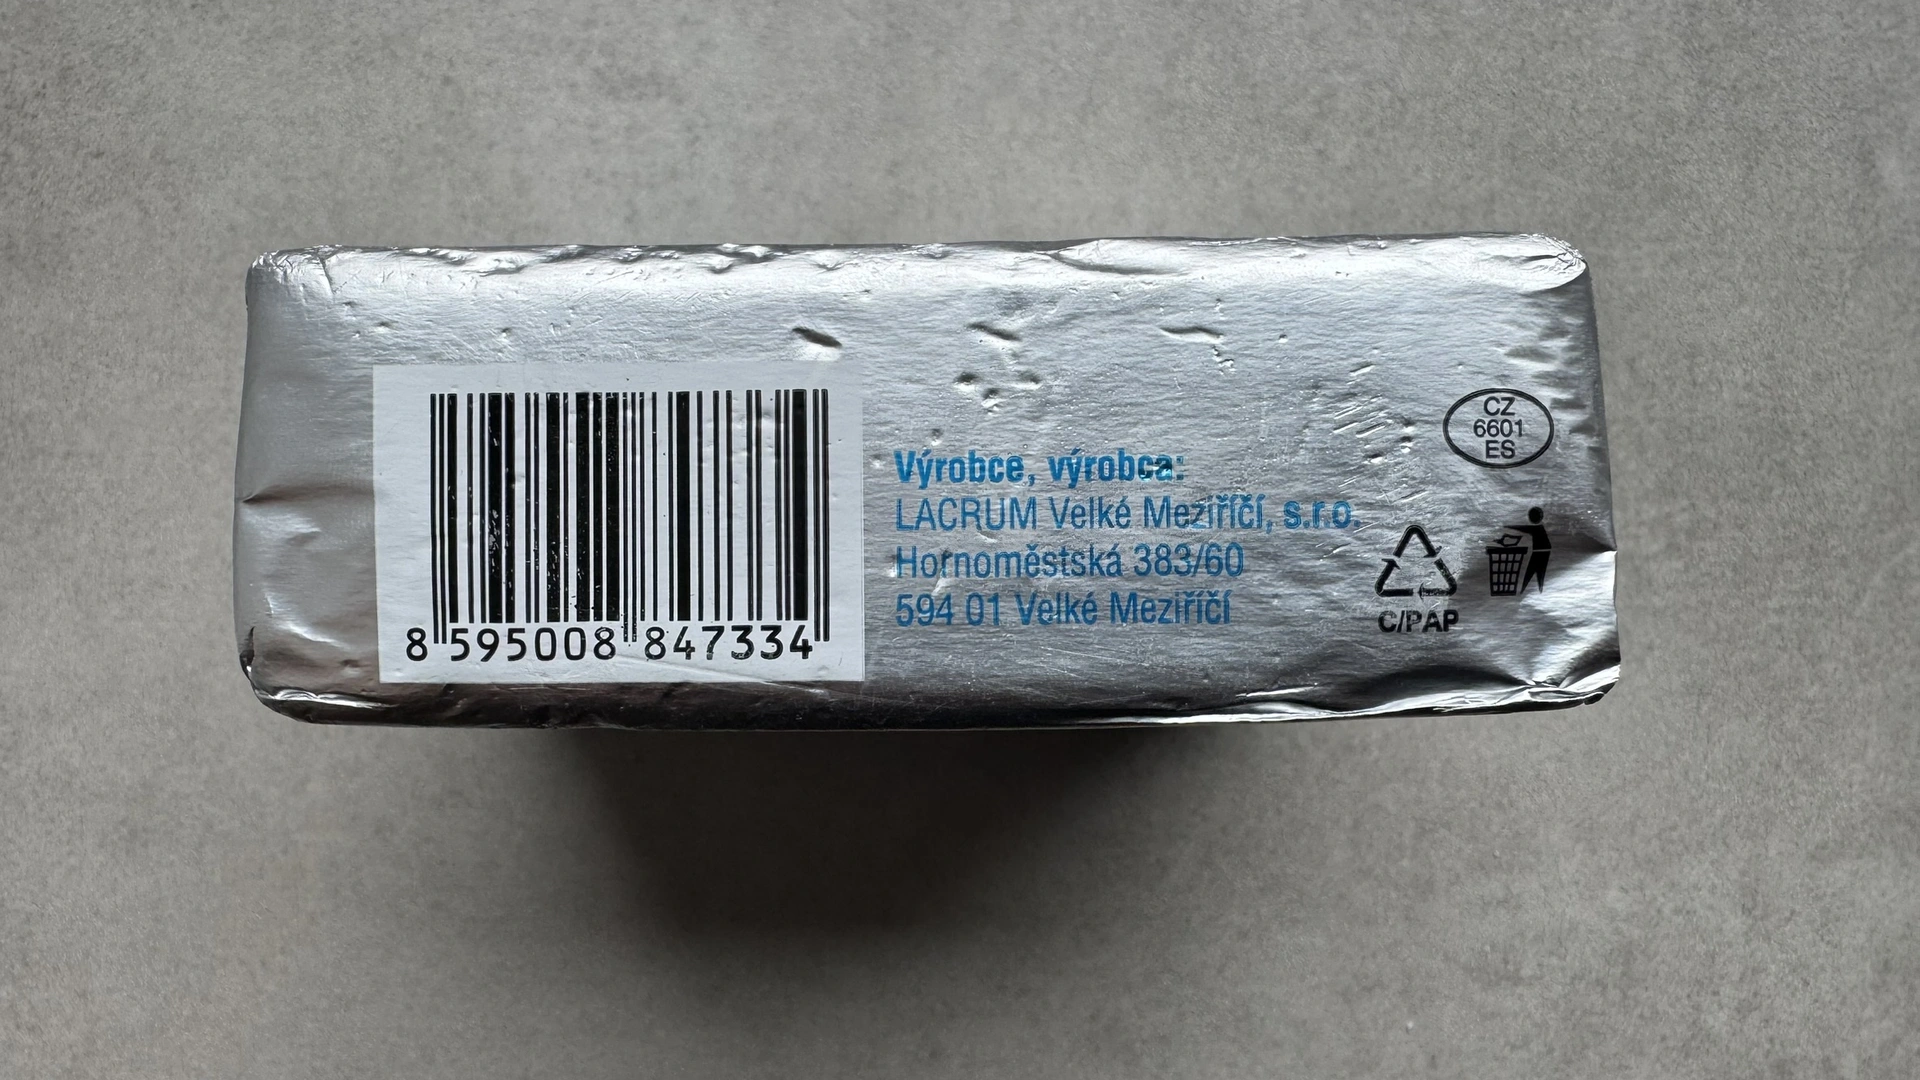 8 595008 847334
Výrobce, výrobca:
LACRUM Velké Meziříčí, s.r.o.
Hornoměstská 383/60
594 01 Velké Meziříčí
CZ
6601
ES
C/PAP